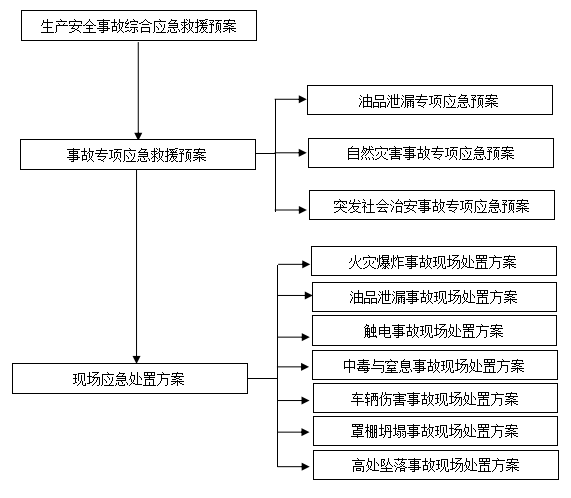 生产安全事故综合应急救援预案
油品泄漏专项应急预案
事故专项应急救援预案
自然灾害事故专项应急预案
突发社会治安事故专项应急预案
火灾爆炸事故现场处置方案
油品泄漏事故现场处置方案
触电事故现场处置方案
中毒与窒息事故现场处置方案
现场应急处置方案
车辆伤害事故现场处置方案
罩棚坍塌事故现场处置方案
高处坠落事故现场处置方案